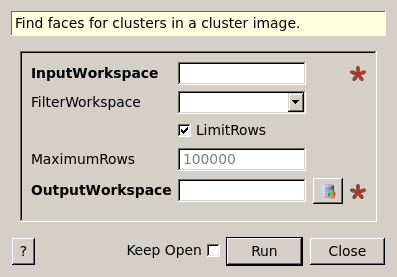 Find faces for clusters in a cluster image.
InputWorkspace
FilterWorkspace
LimitRows
MaximumRows 100000
OutputWorkspace
? Keep Open Run Close